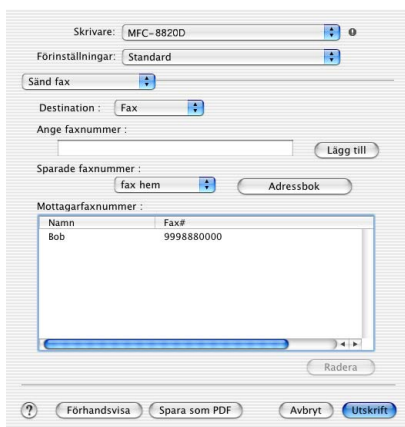 Skrivare: MFC-8820D
Förinställningar: Standard
Sänd fax
Destination : Fax
Ange faxnummer :
Lägg till
Sparade faxnummer :
fax hem Adressbok
Mottagarfaxnummer :
Namn Fax#
Bob 9998880000
Radera
? Förhandsvisa Spara som PDF Avbryt Utskrift